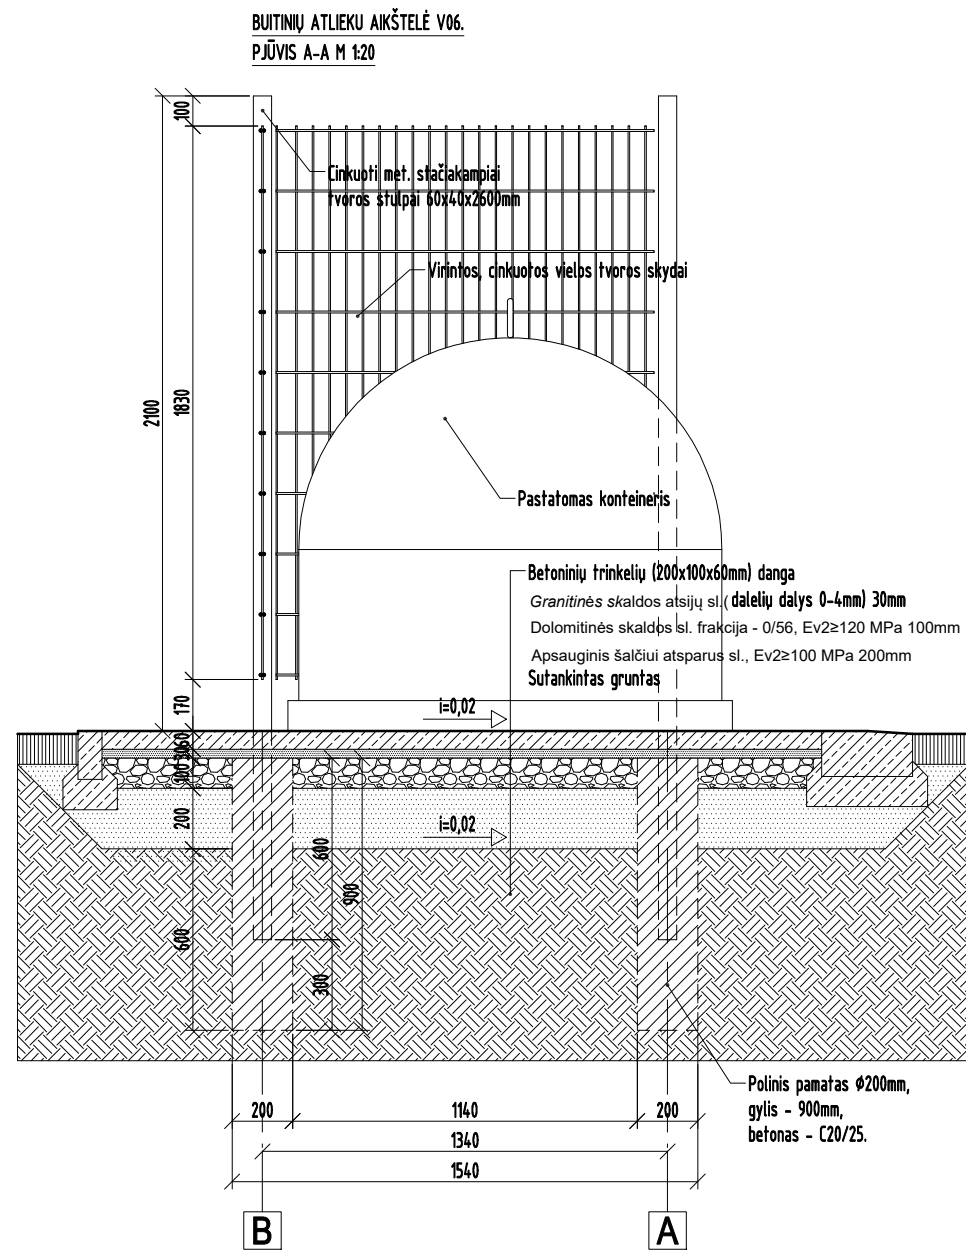 BUITINIŲ ATLIEKU AIKŠTELĖ V06.
PJŪVIS A-A M 1:20
100
Cinkuoti met. stačiakampiai
tvoros stulpai 60x40x2600mm
Virintos, cinkuotos vielos tvoros skydai
2100
1830
Pastatomas konteineris
Betoninių trinkelių (200x100x60mm) danga
Granitinės skaldos atsijų sl.( dalelių dalys 0-4mm) 30mm
Dolomitinės skaldos sl. frakcija - 0/56, Ev2≥120 MPa 100mm
Apsauginis šalčiui atsparus sl., Ev2≥100 MPa 200mm
Sutankintas gruntas
170
i=0,02
60
30
100
200
i=0,02
600
900
600
300
Polinis pamatas Ø200mm,
gylis - 900mm,
betonas - C20/25.
200 1140 200
1340
1540
B A